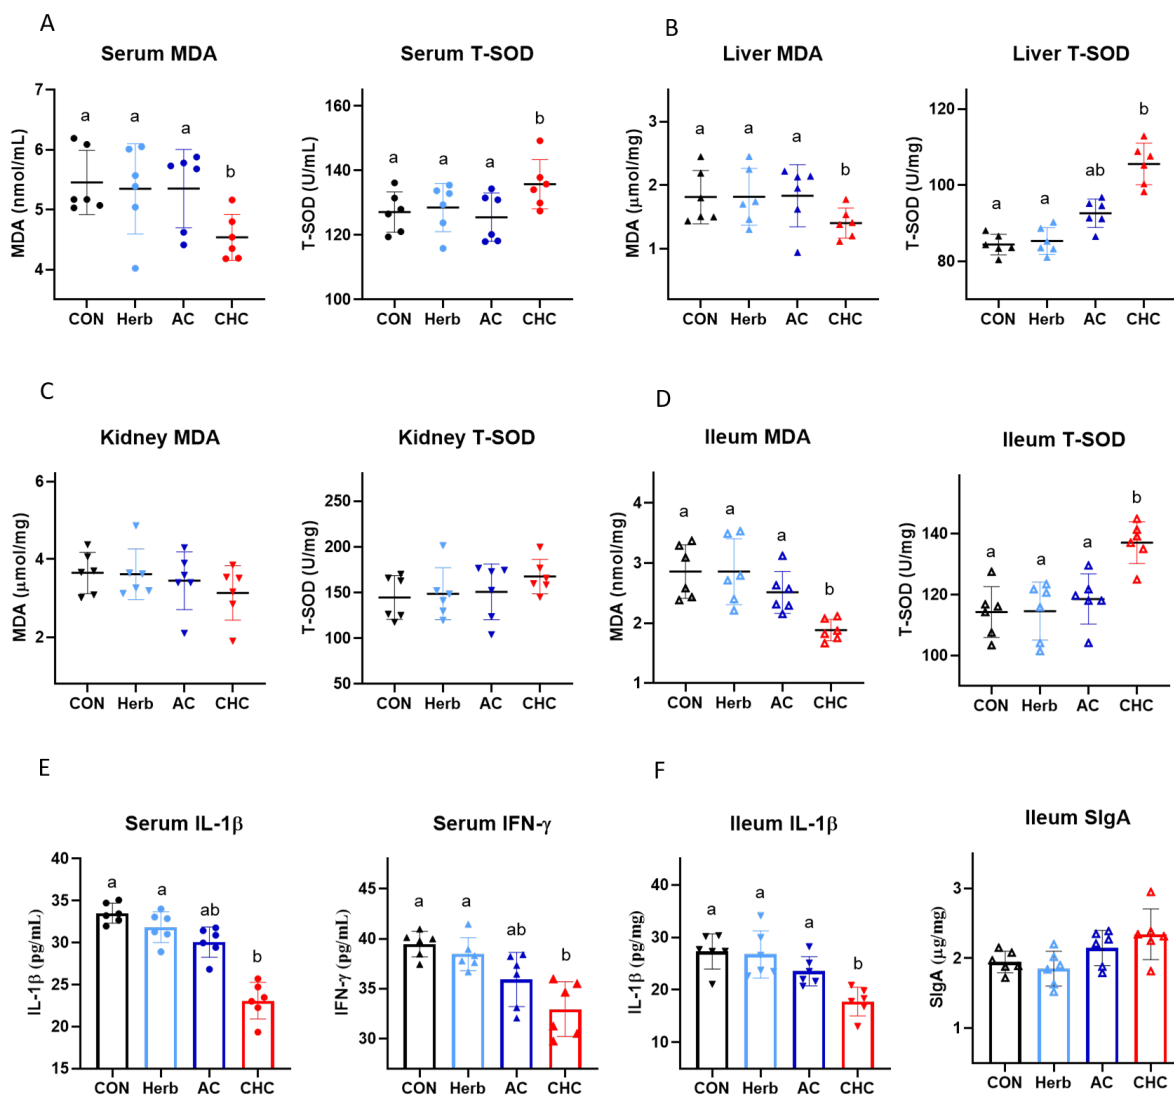 A
Serum MDA
MDA (nmol/mL)
7
6
5
4
a
a
a
b
CON
Herb
AC
CHC
Serum T-SOD
T-SOD (U/mL)
160
140
120
100
a
a
a
b
CON
Herb
AC
CHC
B
Liver MDA
MDA (μmol/mg)
3
2
1
a
a
a
b
CON
Herb
AC
CHC
Liver T-SOD
T-SOD (U/mg)
120
100
80
a
a
ab
b
CON
Herb
AC
CHC
C
Kidney MDA
MDA (μmol/mg)
6
4
2
CON
Herb
AC
CHC
Kidney T-SOD
T-SOD (U/mg)
250
200
150
100
50
CON
Herb
AC
CHC
D
Ileum MDA
MDA (nmol/mg)
4
3
2
1
a
a
a
b
CON
Herb
AC
CHC
Ileum T-SOD
T-SOD (U/mg)
140
120
100
a
a
a
b
CON
Herb
AC
CHC
E
Serum IL-1β
IL-1β (pg/mL)
40
35
30
25
20
15
a
a
ab
b
CON
Herb
AC
CHC
Serum IFN-γ
IFN-γ (pg/mL)
45
40
35
30
a
a
ab
b
CON
Herb
AC
CHC
F
Ileum IL-1β
IL-1β (pg/mg)
40
30
20
10
a
a
a
b
CON
Herb
AC
CHC
Ileum SIgA
SIgA (μg/mg)
3
2
1
CON
Herb
AC
CHC